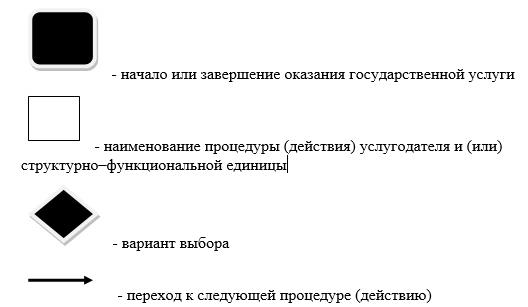 - начало или завершение оказания государственной услуги
- наименование процедуры (действия) услугодателя и (или)
структурно–функциональной единицы
- вариант выбора
- переход к следующей процедуре (действию)